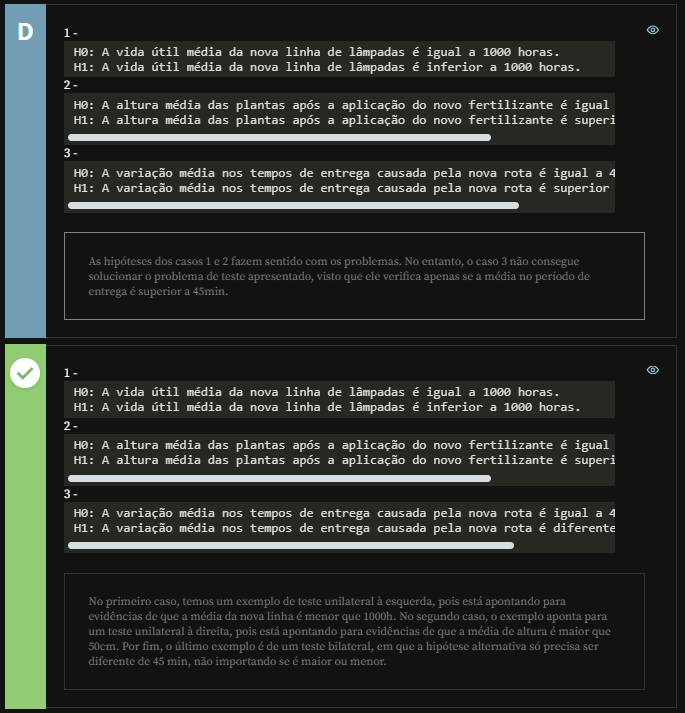 D
1-
H0: A vida útil média da nova linha de lâmpadas é igual a 1000 horas.
H1: A vida útil média da nova linha de lâmpadas é inferior a 1000 horas.
2-
H0: A altura média das plantas após a aplicação do novo fertilizante é igual
H1: A altura média das plantas após a aplicação do novo fertilizante é superi
3-
H0: A variação média nos tempos de entrega causada pela nova rota é igual a 4
H1: A variação média nos tempos de entrega causada pela nova rota é superior
As hipóteses dos casos 1 e 2 fazem sentido com os problemas. No entanto, o caso 3 não consegue
solucionar o problema de teste apresentado, visto que ele verifica apenas se a média no período de
entrega é superior a 45min.
1-
H0: A vida útil média da nova linha de lâmpadas é igual a 1000 horas.
H1: A vida útil média da nova linha de lâmpadas é inferior a 1000 horas.
2-
H0: A altura média das plantas após a aplicação do novo fertilizante é igual
H1: A altura média das plantas após a aplicação do novo fertilizante é superi
3-
H0: A variação média nos tempos de entrega causada pela nova rota é igual a 4
H1: A variação média nos tempos de entrega causada pela nova rota é diferente
No primeiro caso, temos um exemplo de teste unilateral à esquerda, pois está apontando para
evidências de que a média da nova linha é menor que 1000h. No segundo caso, o exemplo aponta para
um teste unilateral à direita, pois está apontando para evidências de que a média de altura é maior que
50cm. Por fim, o último exemplo é de um teste bilateral, em que a hipótese alternativa só precisa ser
diferente de 45 min, não importando se é maior ou menor.